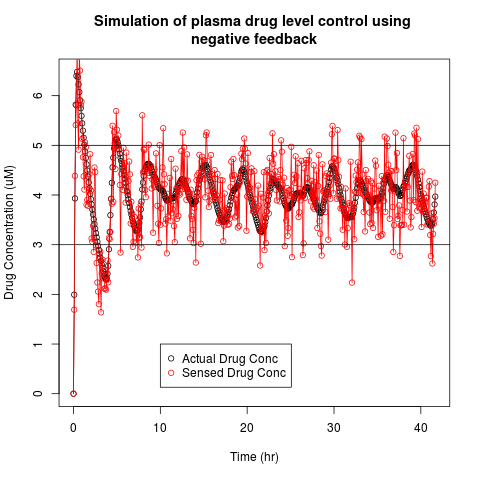 Simulation of plasma drug level control using
negative feedback
Drug Concentration (uM)
6
5
4
3
2
1
0
Actual Drug Conc
Sensed Drug Conc
0 10 20 30 40
Time (hr)